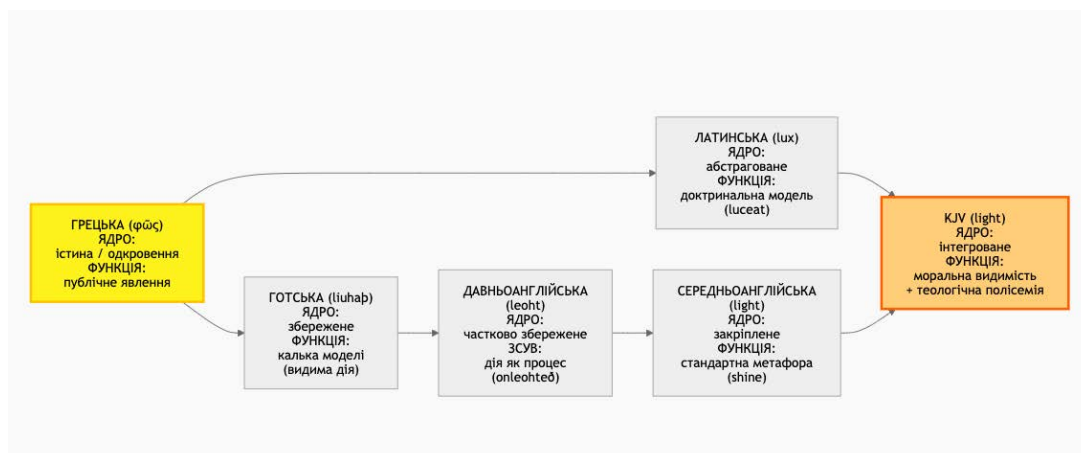 ГРЕЦЬКА (φῶς)
ЯДРО:
істина / одкровення
ФУНКЦІЯ:
публічне явлення
ГОТСЬКА (liuhaþ)
ЯДРО:
збережене
ФУНКЦІЯ:
калька моделі
(видима дія)
ДАВНЬОАНГЛІЙСЬКА
(leoht)
ЯДРО:
частково збережене
ЗСУВ:
дія як процес
(onleohteð)
ЛАТИНСЬКА (lux)
ЯДРО:
абстраговане
ФУНКЦІЯ:
доктринальна модель
(luceat)
СЕРЕДНЬОАНГЛІЙСЬКА
(light)
ЯДРО:
закріплене
ФУНКЦІЯ:
стандартна метафора
(shine)
KJV (light)
ЯДРО:
інтегроване
ФУНКЦІЯ:
моральна видимість
+ теологічна полісемія